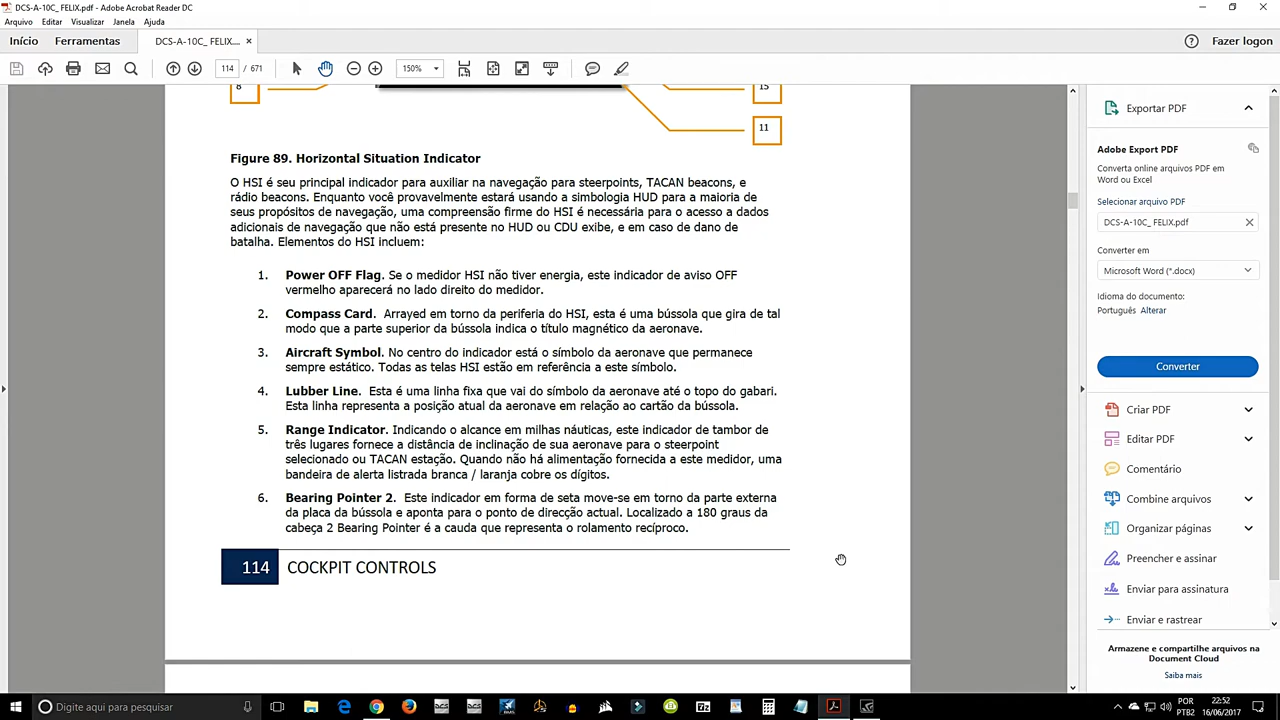 DCS-A-10C_ FELIX.pdf - Adobe Acrobat Reader DC
Arquivo Editar Visualizar Janela Ajuda
Início Ferramentas DCS-A-10C_ FELIX.... × Fazer logon
114 / 671 150%
8 15
11
Figure 89. Horizontal Situation Indicator
O HSI é seu principal indicador para auxiliar na navegação para steerpoints, TACAN beacons, e
rádio beacons. Enquanto você provavelmente estará usando a simbologia HUD para a maioria de
seus propósitos de navegação, uma compreensão firme do HSI é necessária para o acesso a dados
adicionais de navegação que não está presente no HUD ou CDU exibe, e em caso de dano de
batalha. Elementos do HSI incluem:
1. Power OFF Flag. Se o medidor HSI não tiver energia, este indicador de aviso OFF
vermelho aparecerá no lado direito do medidor.
2. Compass Card. Arrayed em torno da periferia do HSI, esta é uma bússola que gira de tal
modo que a parte superior da bússola indica o título magnético da aeronave.
3. Aircraft Symbol. No centro do indicador está o símbolo da aeronave que permanece
sempre estático. Todas as telas HSI estão em referência a este símbolo.
4. Lubber Line. Esta é uma linha fixa que vai do símbolo da aeronave até o topo do gabari.
Esta linha representa a posição atual da aeronave em relação ao cartão da bússola.
5. Range Indicator. Indicando o alcance em milhas náuticas, este indicador de tambor de
três lugares fornece a distância de inclinação de sua aeronave para o steerpoint
selecionado ou TACAN estação. Quando não há alimentação fornecida a este medidor, uma
bandeira de alerta listrada branca / laranja cobre os dígitos.
6. Bearing Pointer 2. Este indicador em forma de seta move-se em torno da parte externa
da placa da bússola e aponta para o ponto de direcção actual. Localizado a 180 graus da
cabeça 2 Bearing Pointer é a cauda que representa o rolamento recíproco.
114 COCKPIT CONTROLS
Exportar PDF
Adobe Export PDF
Converta online arquivos PDF em
Word ou Excel
Selecionar arquivo PDF
DCS-A-10C_ FELIX.pdf
Converter em
Microsoft Word (*.docx)
Idioma do documento:
Português Alterar
Converter
Criar PDF
Editar PDF
Comentário
Combine arquivos
Organizar páginas
Preencher e assinar
Enviar para assinatura
Enviar e rastrear
Armazene e compartilhe arquivos na
Document Cloud
Saiba mais
Digite aqui para pesquisar
POR
PTB2
22:52
16/06/2017